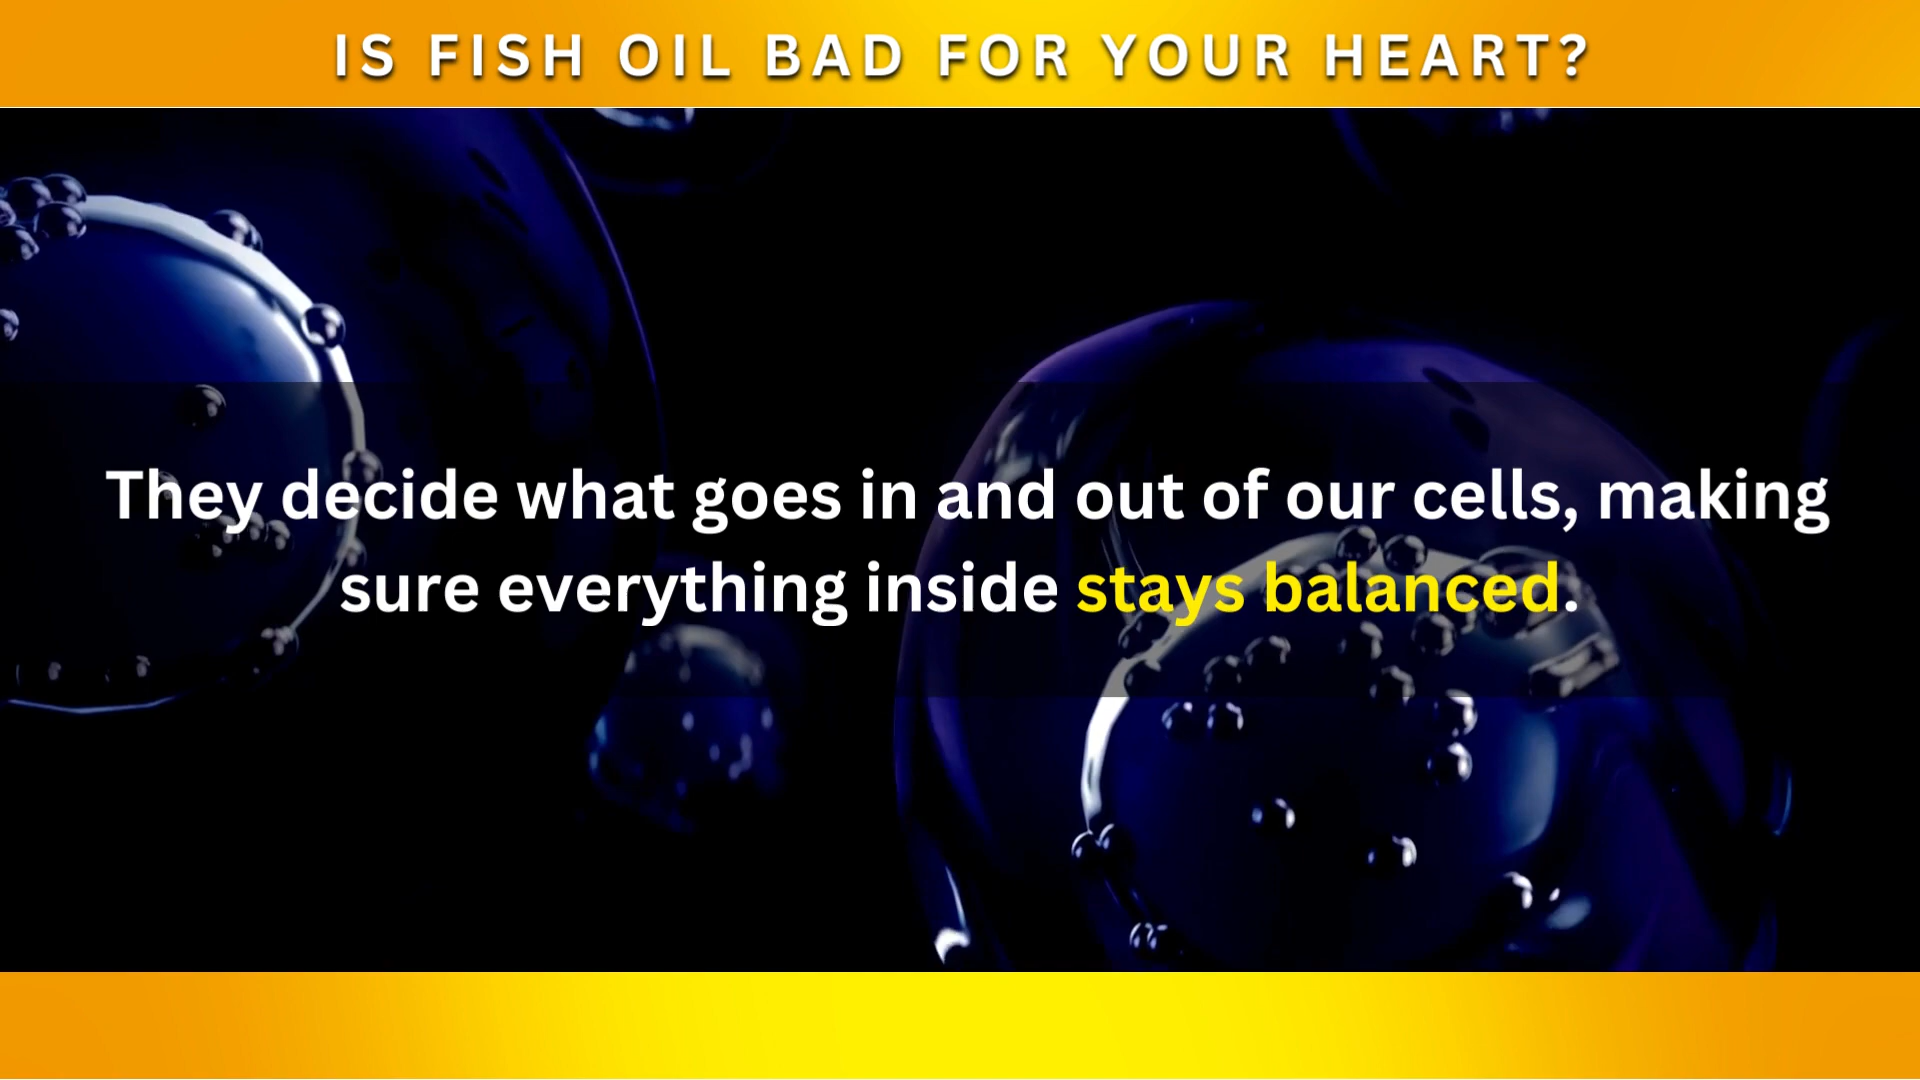 IS FISH OIL BAD FOR YOUR HEART?
They decide what goes in and out of our cells, making
sure everything inside stays balanced.